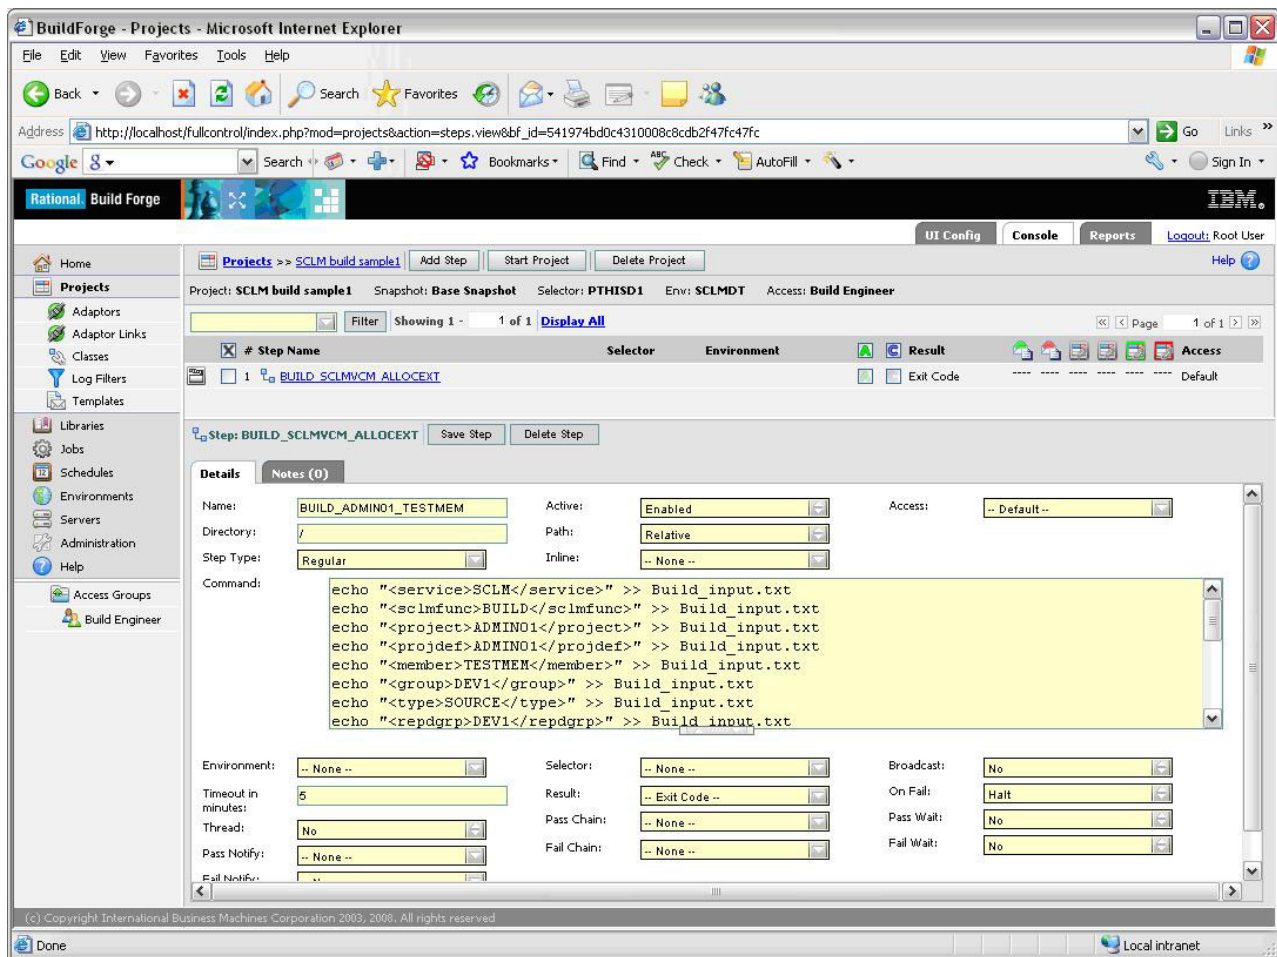 BuildForge - Projects - Microsoft Internet Explorer
File Edit View Favorites Tools Help
Back Search Favorites
Address http://localhost/fullcontrol/index.php?mod=projects&action=steps.view&bf_id=541974bd0c4310008c8cdb2f47fc47fc Go Links »
Google Search Bookmarks Find ABC Check AutoFill Sign In
Rational. Build Forge IBM.
UI Config Console Reports Logout: Root User
Home
Projects
Adaptors
Adaptor Links
Classes
Log Filters
Templates
Libraries
Jobs
Schedules
Environments
Servers
Administration
Help
Access Groups
Build Engineer
Projects >> SCLM build sample1 Add Step Start Project Delete Project Help ?
Project: SCLM build sample1 Snapshot: Base Snapshot Selector: PTHISD1 Env: SCLMDT Access: Build Engineer
Filter Showing 1 - 1 of 1 Display All Page 1 of 1
X # Step Name Selector Environment A C Result Access
1 BUILD_SCLMVCM_ALLOCEXT Exit Code ---- ---- ---- ---- ---- ---- Default
Step: BUILD_SCLMVCM_ALLOCEXT Save Step Delete Step
Details Notes (0)
Name: BUILD_ADMIN01_TESTMEM Active: Enabled Access: -- Default --
Directory: / Path: Relative
Step Type: Regular Inline: -- None --
Command:
echo "<service>SCLM</service>" >> Build_input.txt
echo "<sclmfunc>BUILD</sclmfunc>" >> Build_input.txt
echo "<project>ADMIN01</project>" >> Build_input.txt
echo "<projdef>ADMIN01</projdef>" >> Build_input.txt
echo "<member>TESTMEM</member>" >> Build_input.txt
echo "<group>DEV1</group>" >> Build_input.txt
echo "<type>SOURCE</type>" >> Build_input.txt
echo "<repdgrp>DEV1</repdgrp>" >> Build_input.txt
Environment: -- None -- Selector: -- None -- Broadcast: No
Timeout in minutes: 5 Result: -- Exit Code -- On Fail: Halt
Thread: No Pass Chain: -- None -- Pass Wait: No
Pass Notify: -- None -- Fail Chain: -- None -- Fail Wait: No
Fail Notify:
(c) Copyright International Business Machines Corporation 2003, 2008. All rights reserved
Done Local intranet